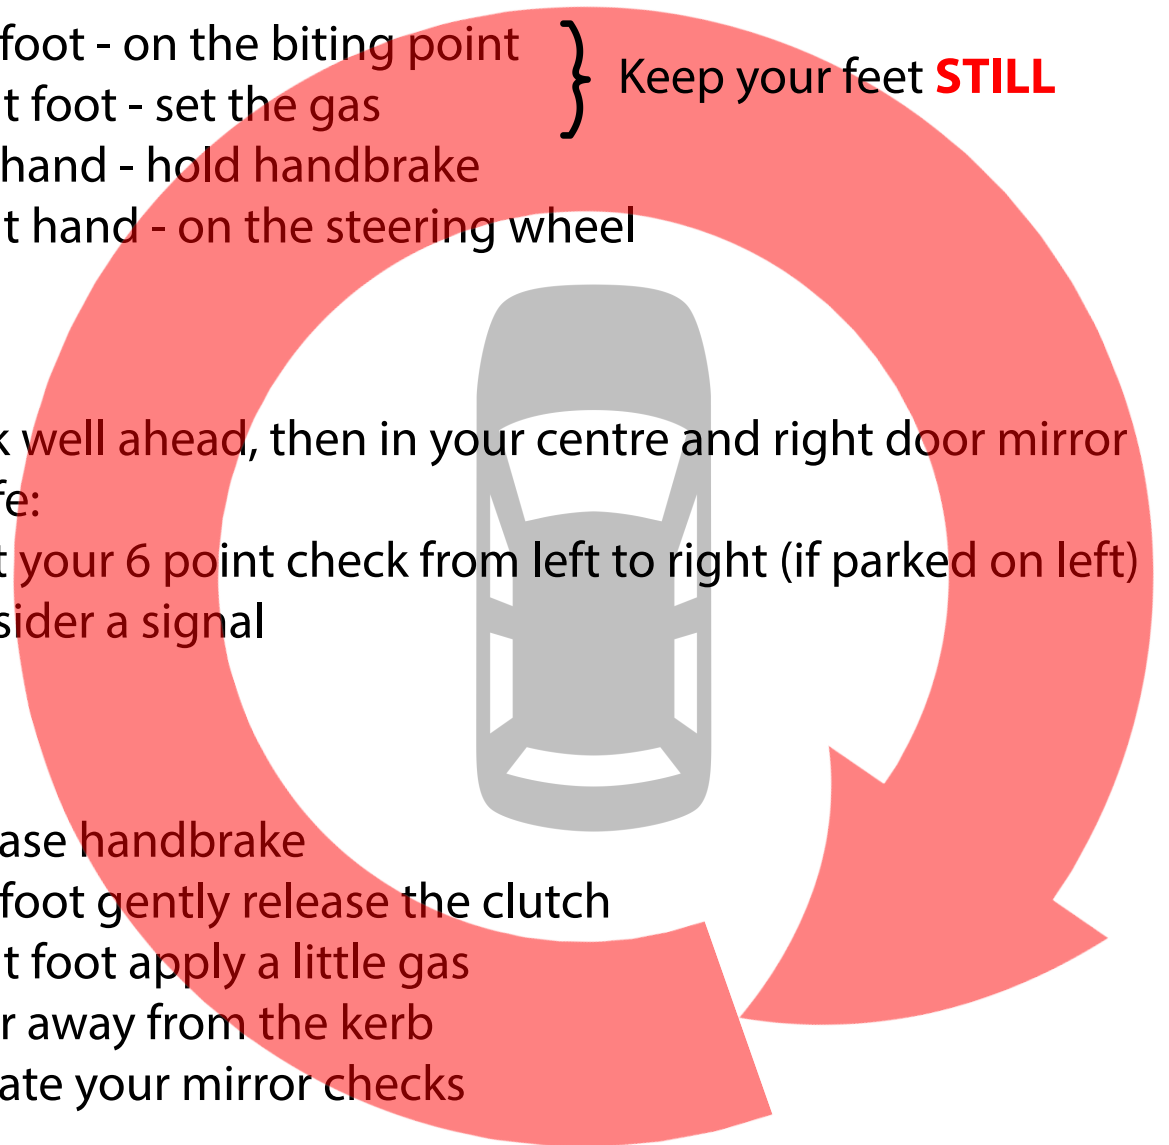 foot - on the biting point
t foot - set the gas
Keep your feet STILL
hand - hold handbrake
t hand - on the steering wheel
k well ahead, then in your centre and right door mirror
fe:
t your 6 point check from left to right (if parked on left)
sider a signal
ase handbrake
foot gently release the clutch
t foot apply a little gas
r away from the kerb
ate your mirror checks